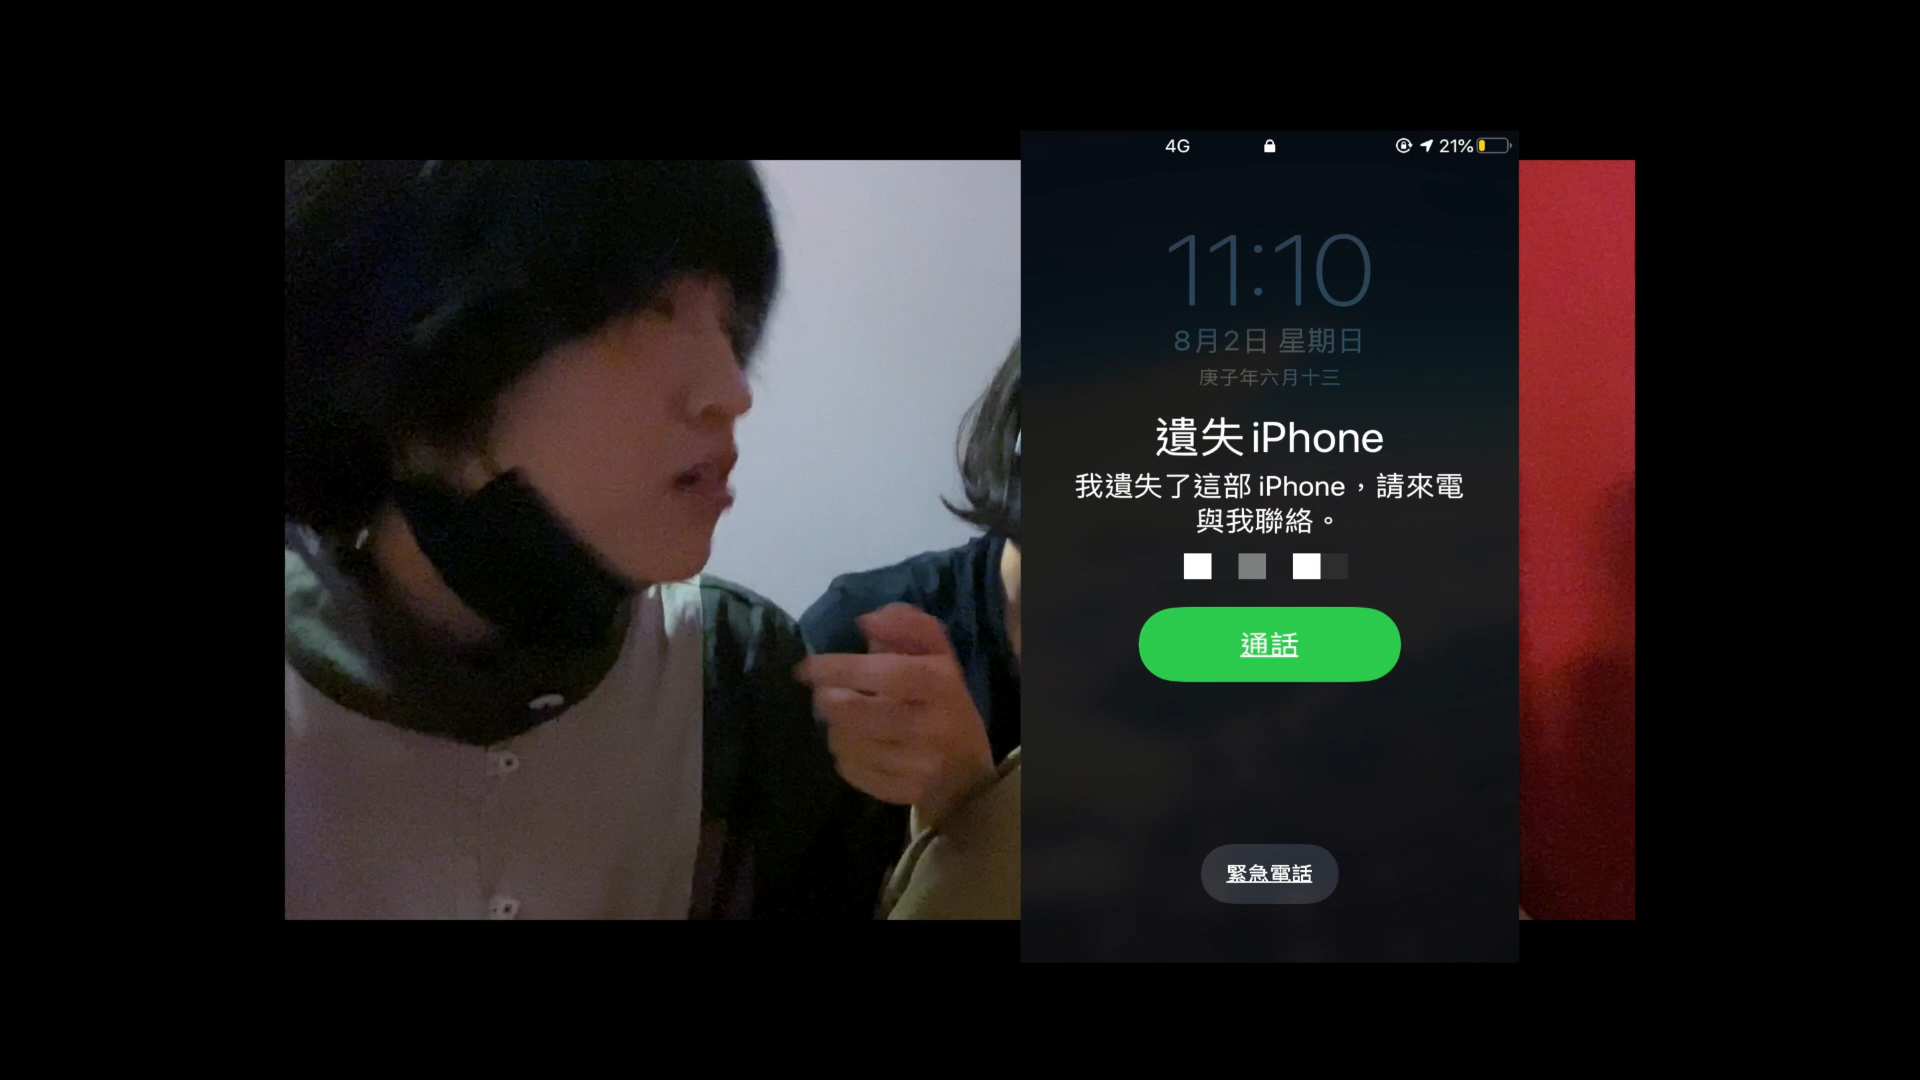 4G
21%
11:10
8月2日 星期日
庚子年六月十三
遺失 iPhone
我遺失了這部 iPhone，請來電
與我聯絡。
通話
緊急電話